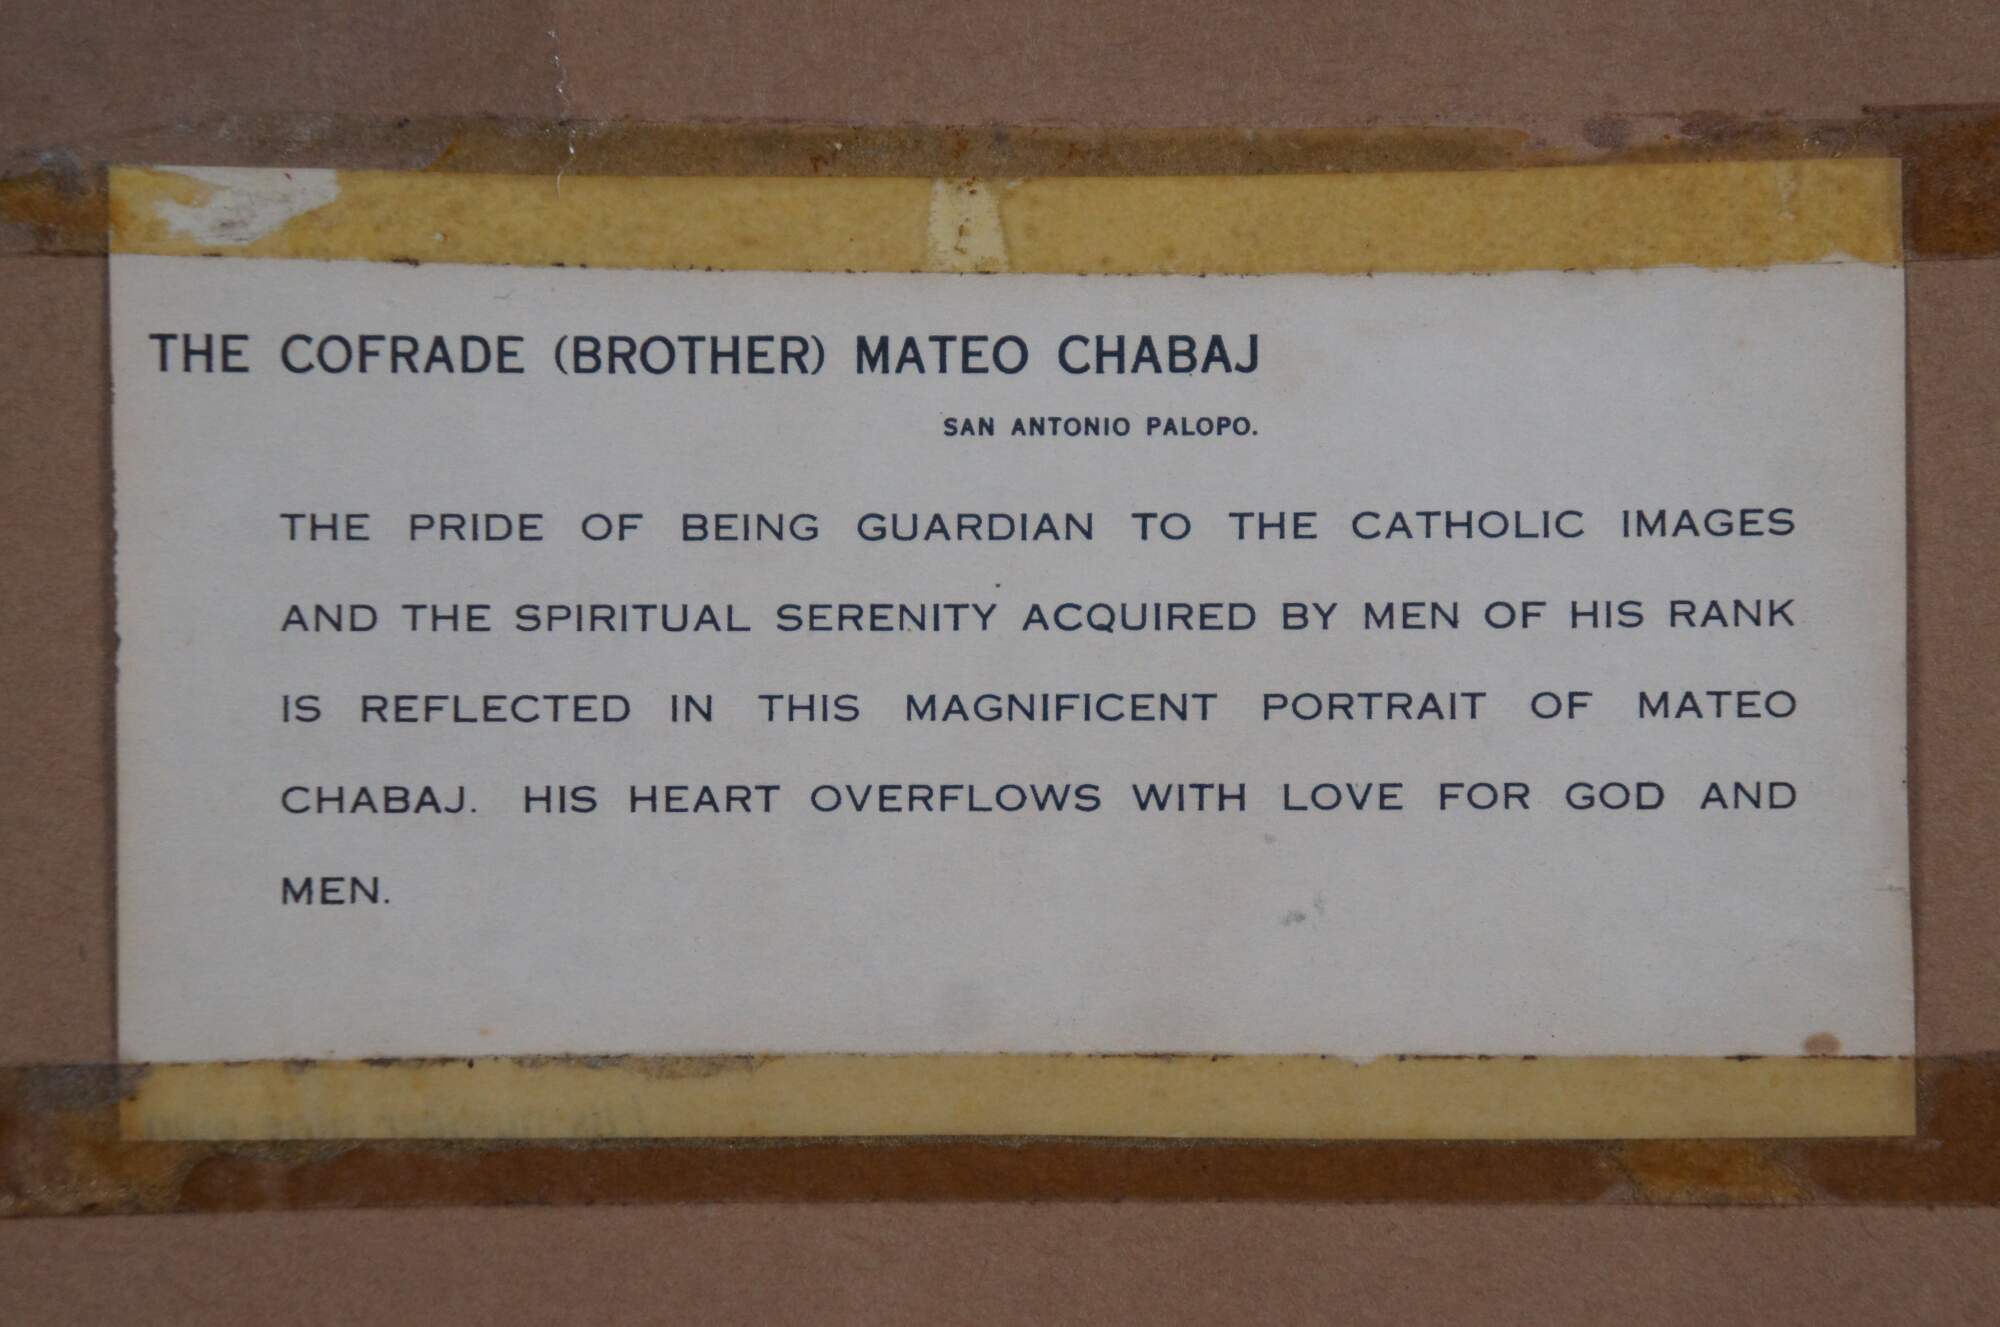 THE COFRADE (BROTHER) MATEO CHABAJ
SAN ANTONIO PALOPO.
THE PRIDE OF BEING GUARDIAN TO THE CATHOLIC IMAGES
AND THE SPIRITUAL SERENITY ACQUIRED BY MEN OF HIS RANK
IS REFLECTED IN THIS MAGNIFICENT PORTRAIT OF MATEO
CHABAJ. HIS HEART OVERFLOWS WITH LOVE FOR GOD AND
MEN.